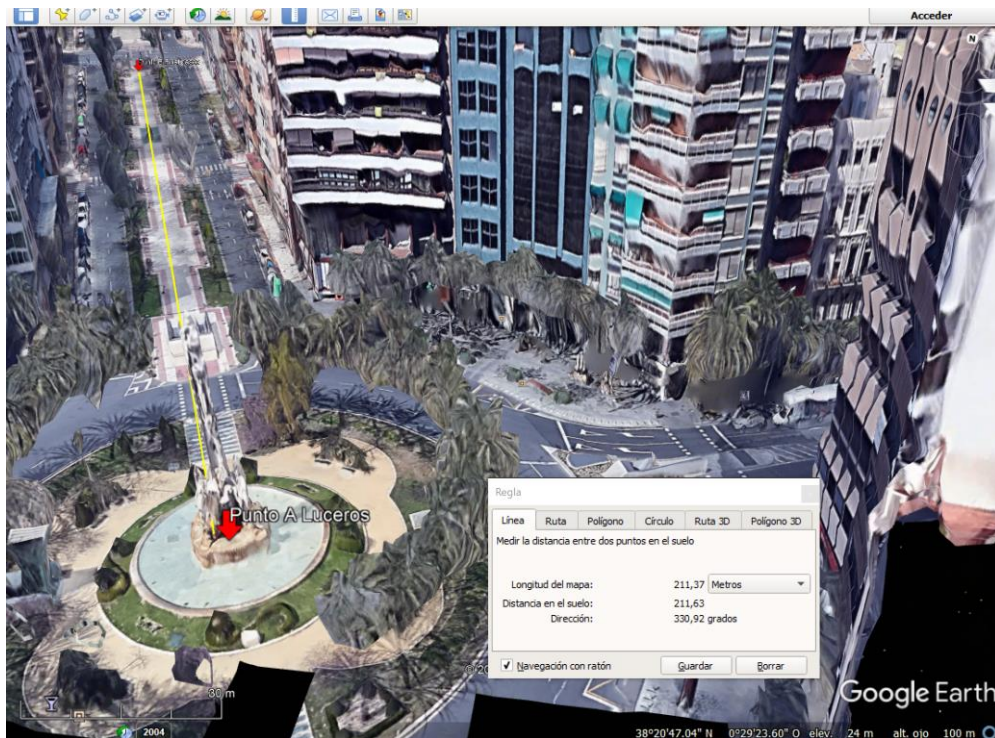 Acceder
N
Punto A Luceros
Regla
Línea
Ruta
Polígono
Círculo
Ruta 3D
Polígono 3D
Medir la distancia entre dos puntos en el suelo
Longitud del mapa: 211,37 Metros
Distancia en el suelo: 211,63
Dirección: 330,92 grados
Navegación con ratón
Guardar
Borrar
© 20
30 m
Google Earth
2004
38°20'47.04" N 0°29'23.60" O elev. 24 m alt. ojo 100 m